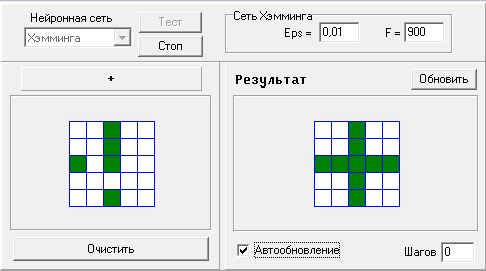 Нейронная сеть
Хэмминга
Тест
Стоп
Сеть Хэмминга
Eps = 0,01
F = 900
+
Результат
Обновить
Очистить
Автообновление
Шагов 0